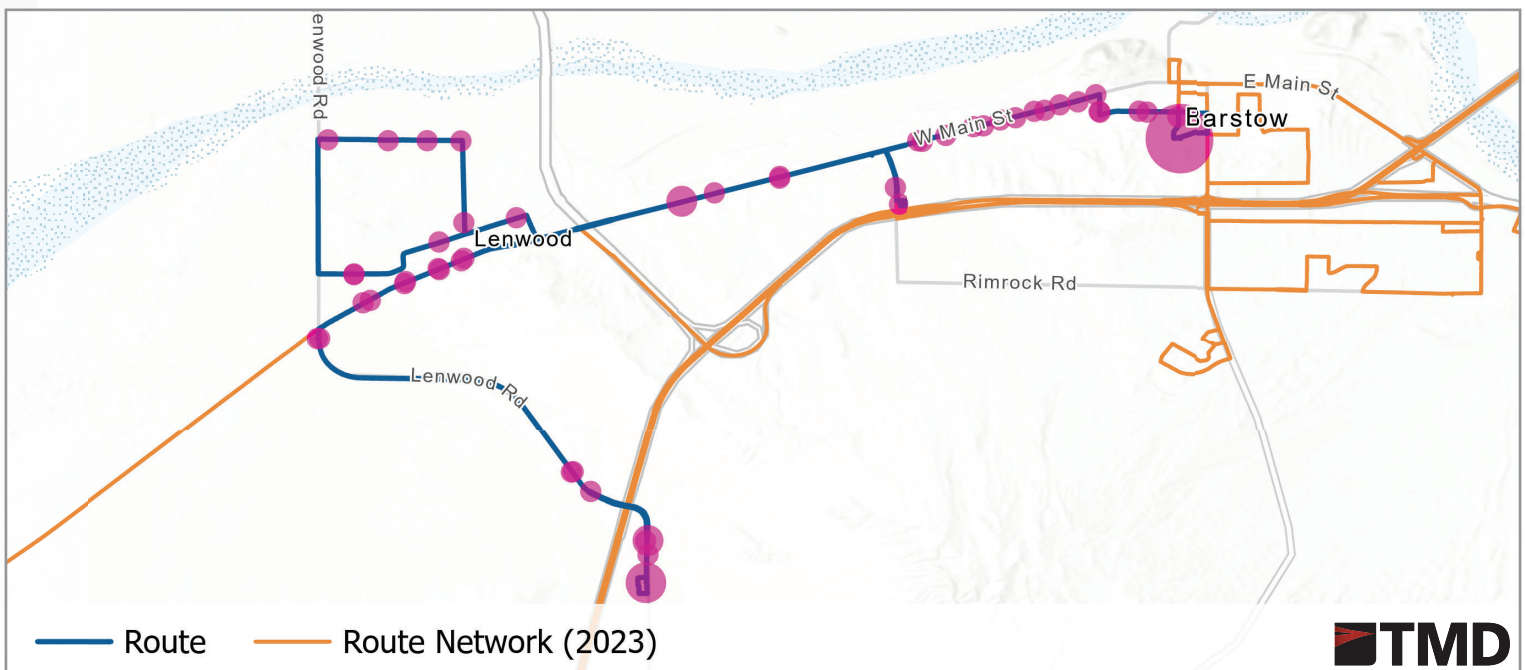 enwood Rd
E Main St
Barstow
W Main St
Lenwood
Rimrock Rd
Lenwood Rd
Route
Route Network (2023)
TMD